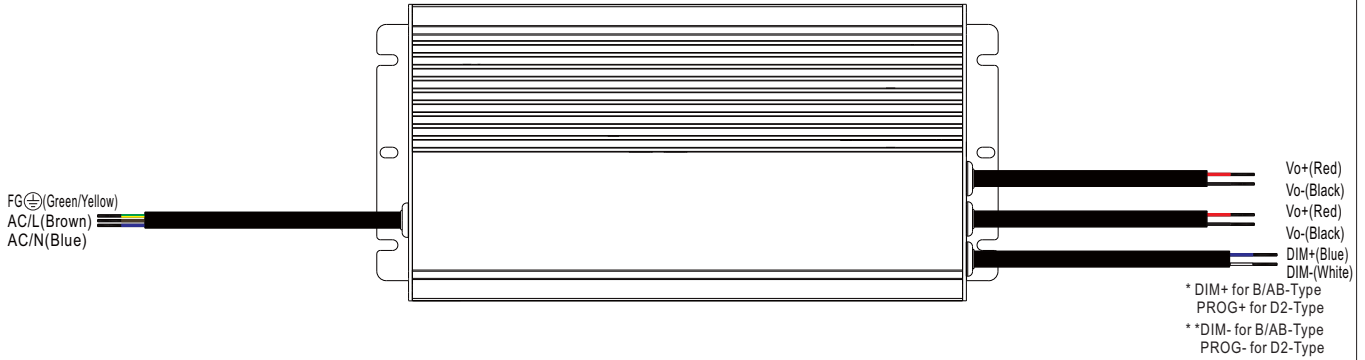 FG⏚(Green/Yellow)
AC/L(Brown)
AC/N(Blue)
Vo+(Red)
Vo-(Black)
Vo+(Red)
Vo-(Black)
DIM+(Blue)
DIM-(White)
* DIM+ for B/AB-Type
PROG+ for D2-Type
* *DIM- for B/AB-Type
PROG- for D2-Type